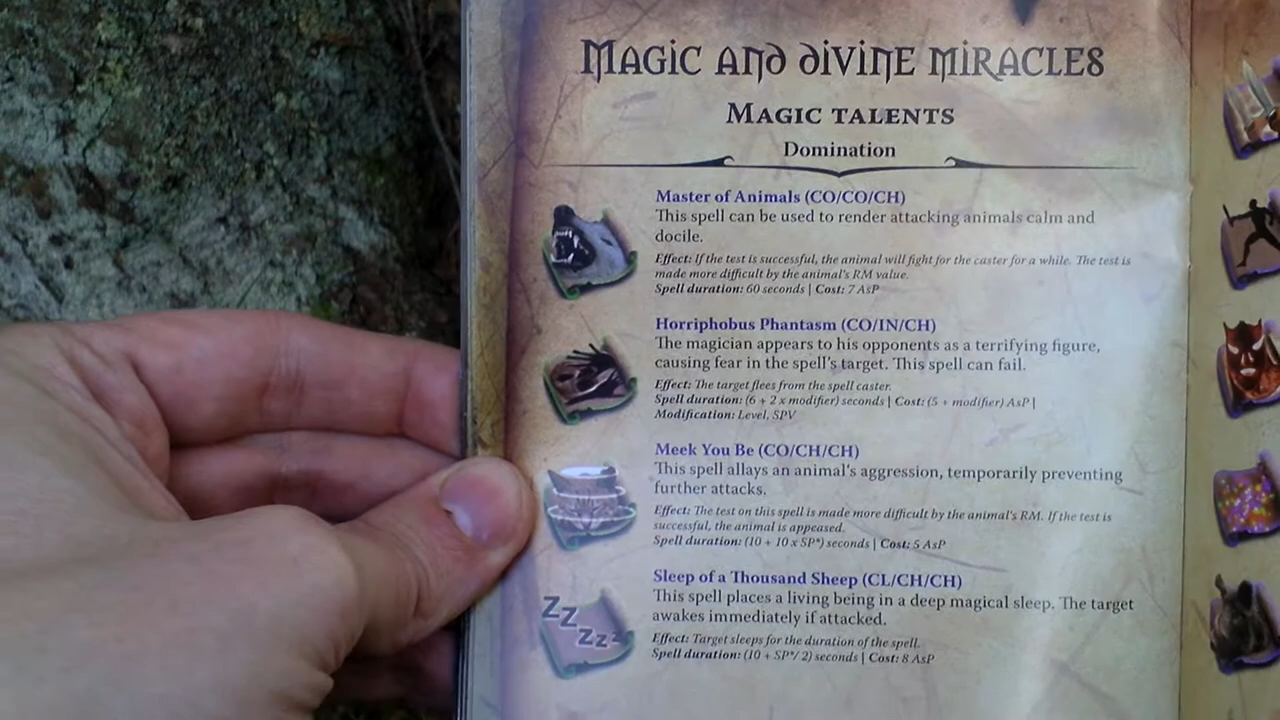 MAGIC AND DIVINE MIRACLES
MAGIC TALENTS
Domination
Master of Animals (CO/CO/CH)
This spell can be used to render attacking animals calm and
docile.
Effect: If the test is successful, the animal will fight for the caster for a while. The test is
made more difficult by the animal's RM value.
Spell duration: 60 seconds | Cost: 7 AsP
Horriphobus Phantasm (CO/IN/CH)
The magician appears to his opponents as a terrifying figure,
causing fear in the spell's target. This spell can fail.
Effect: The target flees from the spell caster.
Spell duration: (6 + 2 x modifier) seconds | Cost: (5 + modifier) AsP |
Modification: Level, SPV
Meek You Be (CO/CH/CH)
This spell allays an animal's aggression, temporarily preventing
further attacks.
Effect: The test on this spell is made more difficult by the animal's RM. If the test is
successful, the animal is appeased.
Spell duration: (10 + 10 x SP*) seconds | Cost: 5 AsP
Sleep of a Thousand Sheep (CL/CH/CH)
This spell places a living being in a deep magical sleep. The target
awakes immediately if attacked.
Effect: Target sleeps for the duration of the spell.
Spell duration: (10 + SP*/ 2) seconds | Cost: 8 AsP
ZZZZZ